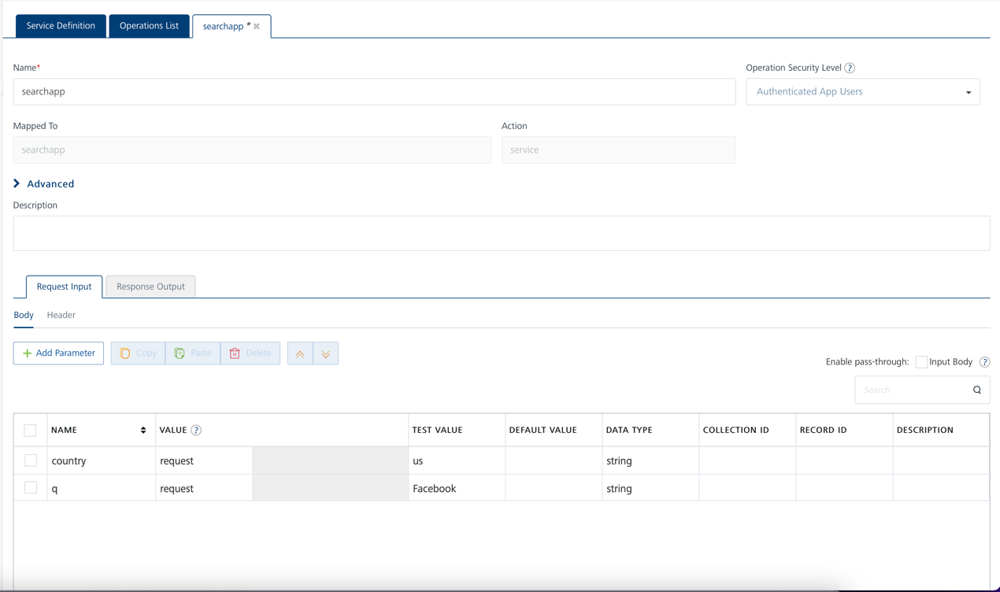 Service Definition Operations List searchapp *
Name* Operation Security Level ?
searchapp Authenticated App Users
Mapped To Action
searchapp service
Advanced
Description
Request Input Response Output
Body Header
Add Parameter Copy Paste Delete
Enable pass-through: Input Body ?
Search
NAME VALUE ? TEST VALUE DEFAULT VALUE DATA TYPE COLLECTION ID RECORD ID DESCRIPTION
country request us string
q request Facebook string